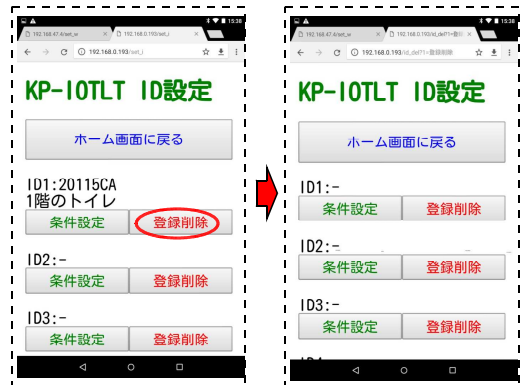 15:38
192.168.47.4/set_w
192.168.0.193/set_i
192.168.0.193/set_i
KP-IOTLT ID設定
ホーム画面に戻る
ID1:20115CA
1階のトイレ
条件設定
登録削除
ID2:-
条件設定
登録削除
ID3:-
条件設定
登録削除
15:38
192.168.47.4/set_w
192.168.0.193/id_del?1=登
192.168.0.193/id_del?1=登録削除
KP-IOTLT ID設定
ホーム画面に戻る
ID1:-
条件設定
登録削除
ID2:-
条件設定
登録削除
ID3:-
条件設定
登録削除